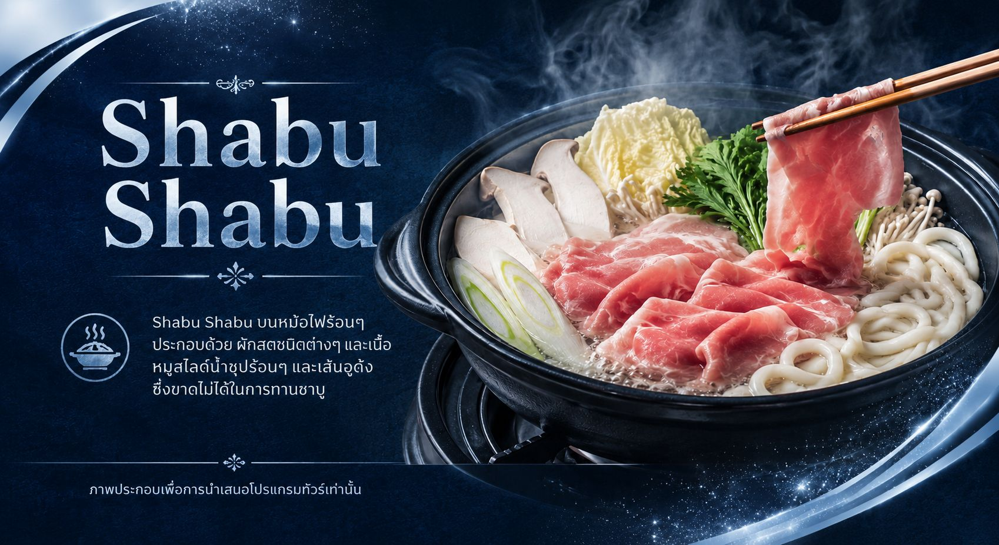 Shabu
Shabu
Shabu Shabu บนหม้อไฟร้อนๆ
ประกอบด้วย ผักสดชนิดต่างๆ และเนื้อ
หมูสไลด์น้ำซุปร้อนๆ และเส้นอูด้ง
ซึ่งขาดไม่ได้ในการทานชาบู
ภาพประกอบเพื่อการนำเสนอโปรแกรมทัวร์เท่านั้น